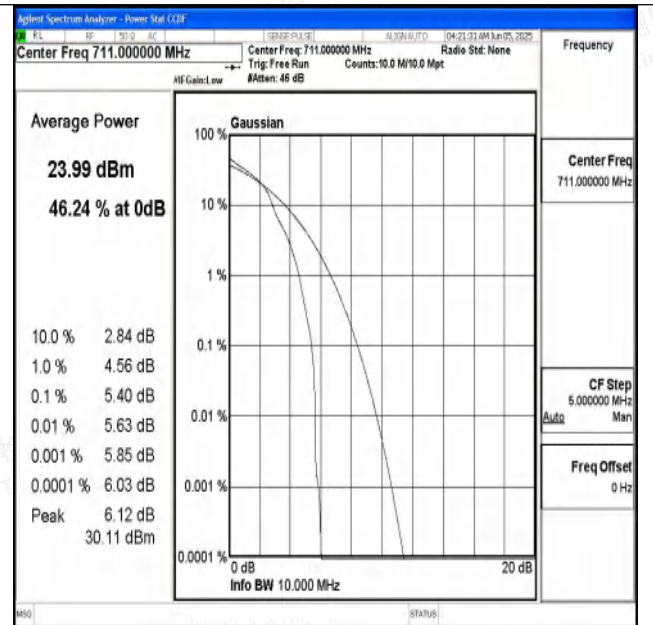 Agilent Spectrum Analyzer - Power Stat CCDF
RL RF 50 Ω AC SENSE:PULSE ALIGN AUTO 04:21:31 AM Jun 05, 2025
Center Freq 711.000000 MHz
Center Freq: 711.000000 MHz Radio Std: None
Trig: Free Run Counts:10.0 M/10.0 Mpt
#IFGain:Low #Atten: 46 dB
Frequency
Average Power
23.99 dBm
46.24 % at 0dB
10.0 % 2.84 dB
1.0 % 4.56 dB
0.1 % 5.40 dB
0.01 % 5.63 dB
0.001 % 5.85 dB
0.0001 % 6.03 dB
Peak 6.12 dB
30.11 dBm
Gaussian
100 %
10 %
1 %
0.1 %
0.01 %
0.001 %
0.0001 %
0 dB 20 dB
Info BW 10.000 MHz
Center Freq
711.000000 MHz
CF Step
5.000000 MHz
Auto Man
Freq Offset
0 Hz
MSG STATUS